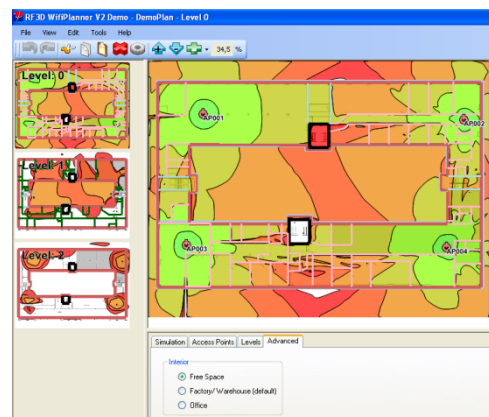 RF3D WifiPlanner V2 Demo - DemoPlan - Level 0
File View Edit Tools Help
34,5 %
Level: 0
Level: 1
Level: 2
AP001
AP002
AP003
AP004
Simulation Access Points Levels Advanced
Interior
Free Space
Factory/ Warehouse (default)
Office